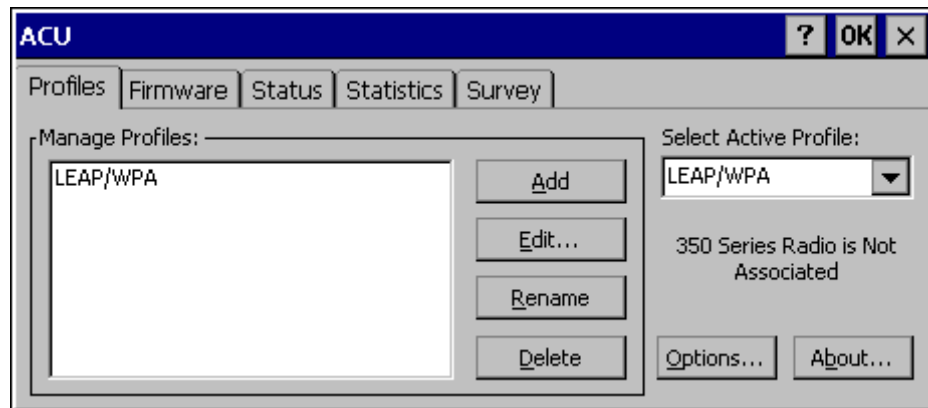 ACU ? OK ×
Profiles Firmware Status Statistics Survey
Manage Profiles:
LEAP/WPA
Add
Edit...
Rename
Delete
Select Active Profile:
LEAP/WPA
350 Series Radio is Not
Associated
Options... About...